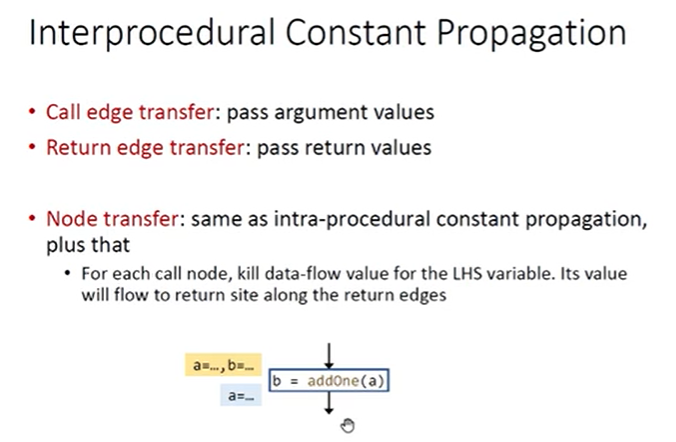 Interprocedural Constant Propagation
• Call edge transfer: pass argument values
• Return edge transfer: pass return values
• Node transfer: same as intra-procedural constant propagation,
plus that
• For each call node, kill data-flow value for the LHS variable. Its value
will flow to return site along the return edges
a=…,b=…
b = addOne(a)
a=…